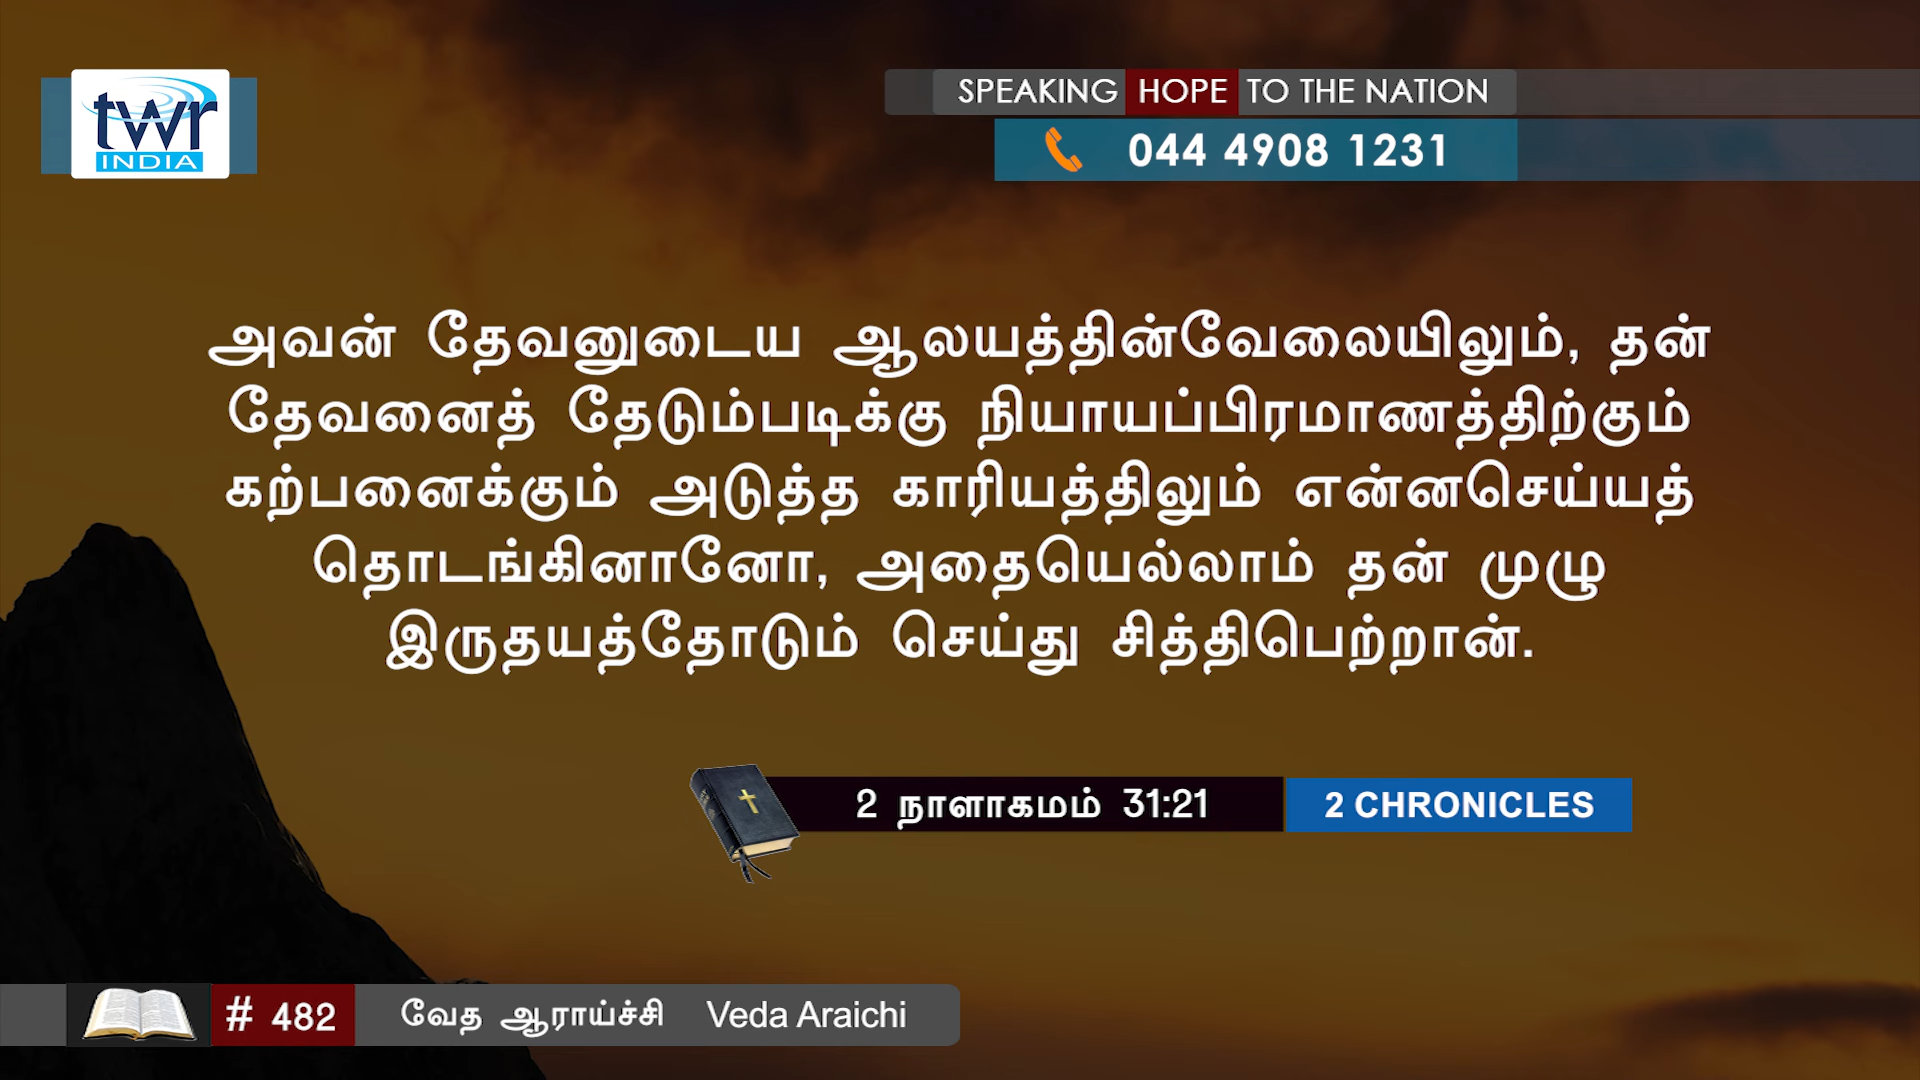 twr
INDIA
SPEAKING HOPE TO THE NATION
044 4908 1231
அவன் தேவனுடைய ஆலயத்தின்வேலையிலும், தன்
தேவனைத் தேடும்படிக்கு நியாயப்பிரமாணத்திற்கும்
கற்பனைக்கும் அடுத்த காரியத்திலும் என்னசெய்யத்
தொடங்கினானோ, அதையெல்லாம் தன் முழு
இருதயத்தோடும் செய்து சித்திபெற்றான்.
2 நாளாகமம் 31:21 2 CHRONICLES
# 482 வேத ஆராய்ச்சி Veda Araichi